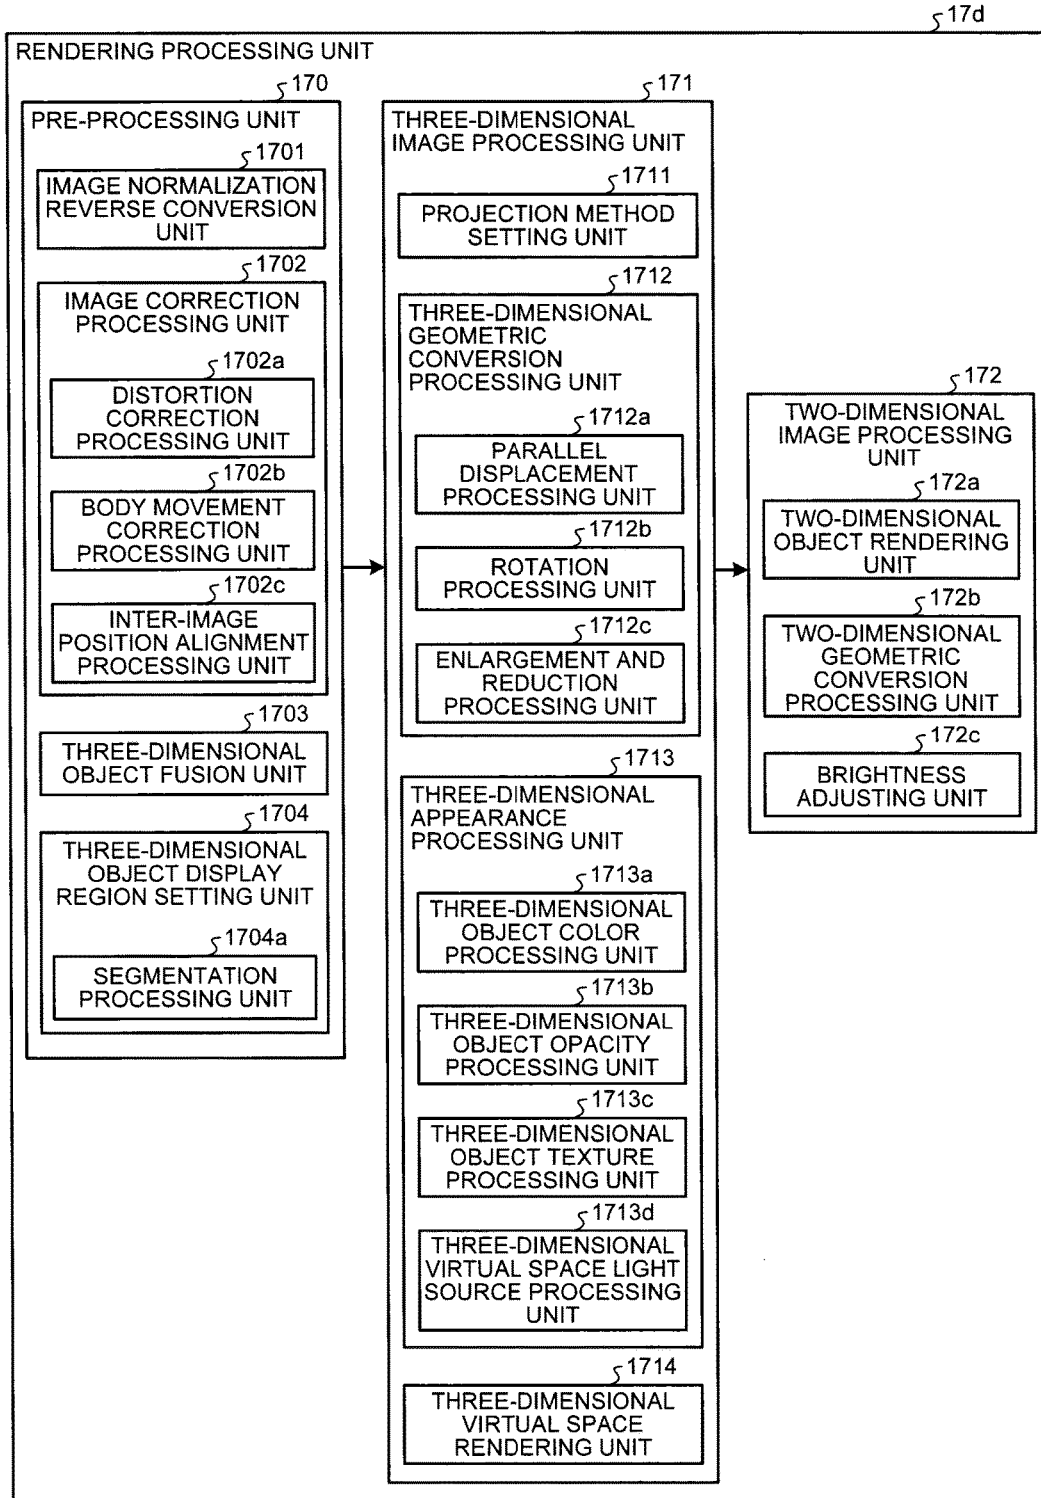 17d
RENDERING PROCESSING UNIT
170
PRE-PROCESSING UNIT
1701
IMAGE NORMALIZATION
REVERSE CONVERSION
UNIT
1702
IMAGE CORRECTION
PROCESSING UNIT
1702a
DISTORTION
CORRECTION
PROCESSING UNIT
1702b
BODY MOVEMENT
CORRECTION
PROCESSING UNIT
1702c
INTER-IMAGE
POSITION ALIGNMENT
PROCESSING UNIT
1703
THREE-DIMENSIONAL
OBJECT FUSION UNIT
1704
THREE-DIMENSIONAL
OBJECT DISPLAY
REGION SETTING UNIT
1704a
SEGMENTATION
PROCESSING UNIT
171
THREE-DIMENSIONAL
IMAGE PROCESSING UNIT
1711
PROJECTION METHOD
SETTING UNIT
1712
THREE-DIMENSIONAL
GEOMETRIC
CONVERSION
PROCESSING UNIT
1712a
PARALLEL
DISPLACEMENT
PROCESSING UNIT
1712b
ROTATION
PROCESSING UNIT
1712c
ENLARGEMENT AND
REDUCTION
PROCESSING UNIT
1713
THREE-DIMENSIONAL
APPEARANCE
PROCESSING UNIT
1713a
THREE-DIMENSIONAL
OBJECT COLOR
PROCESSING UNIT
1713b
THREE-DIMENSIONAL
OBJECT OPACITY
PROCESSING UNIT
1713c
THREE-DIMENSIONAL
OBJECT TEXTURE
PROCESSING UNIT
1713d
THREE-DIMENSIONAL
VIRTUAL SPACE LIGHT
SOURCE PROCESSING
UNIT
1714
THREE-DIMENSIONAL
VIRTUAL SPACE
RENDERING UNIT
172
TWO-DIMENSIONAL
IMAGE PROCESSING
UNIT
172a
TWO-DIMENSIONAL
OBJECT RENDERING
UNIT
172b
TWO-DIMENSIONAL
GEOMETRIC
CONVERSION
PROCESSING UNIT
172c
BRIGHTNESS
ADJUSTING UNIT